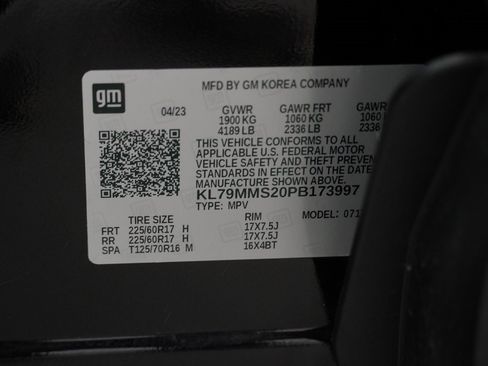 gm
MFD BY GM KOREA COMPANY
04/23 GVWR GAWR FRT GAWR
1900 KG 1060 KG 1060
4189 LB 2336 LB 2336
THIS VEHICLE CONFORMS TO ALL
APPLICABLE U.S. FEDERAL MOTOR
VEHICLE SAFETY AND THEFT PREVEN
STANDARDS IN EFFECT ON THE DATE
MANUFACTURE SHOWN ABOVE.
KL79MMS20PB173997
TYPE: MPV MODEL: 071
TIRE SIZE RIM
FRT 225/60R17 H 17X7.5J
RR 225/60R17 H 17X7.5J
SPA T125/70R16 M 16X4BT